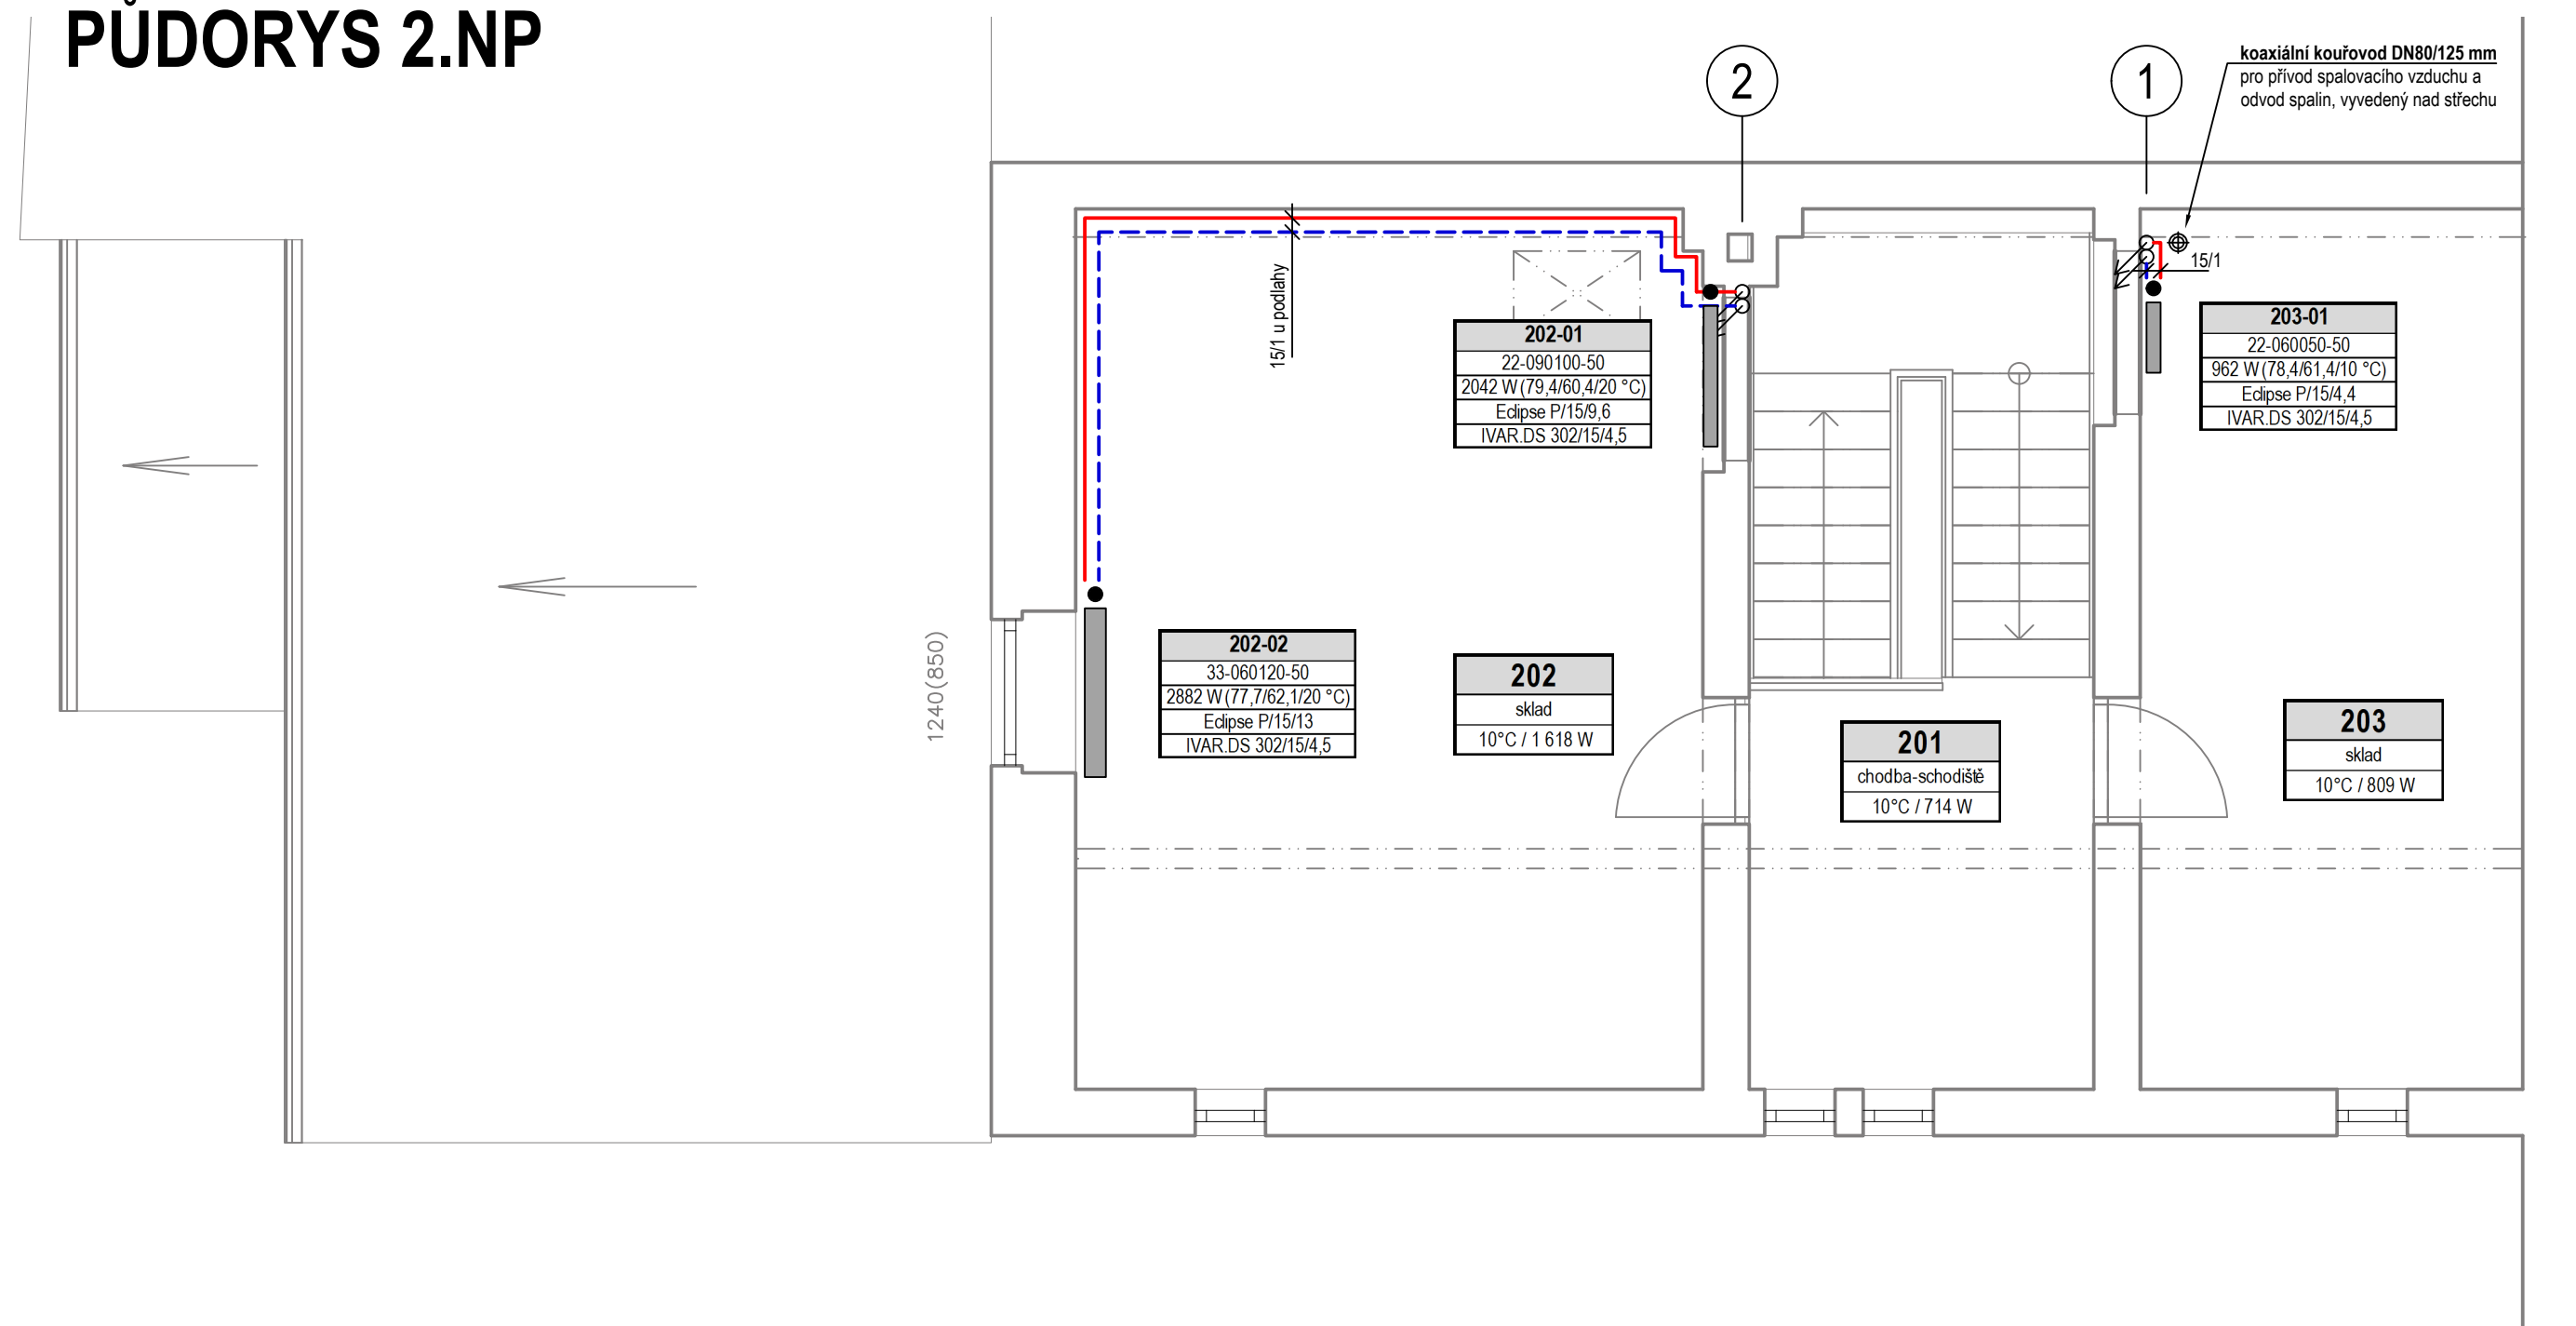 PŮDORYS 2.NP
2
1
koaxiální kouřovod DN80/125 mm
pro přívod spalovacího vzduchu a
odvod spalin, vyvedený nad střechu
15/1
15/1 u podlahy
202-01
22-090100-50
2042 W (79,4/60,4/20 °C)
Eclipse P/15/9,6
IVAR.DS 302/15/4,5
203-01
22-060050-50
962 W (78,4/61,4/10 °C)
Eclipse P/15/4,4
IVAR.DS 302/15/4,5
1240(850)
202-02
33-060120-50
2882 W (77,7/62,1/20 °C)
Eclipse P/15/13
IVAR.DS 302/15/4,5
202
sklad
10°C / 1 618 W
201
chodba-schodiště
10°C / 714 W
203
sklad
10°C / 809 W